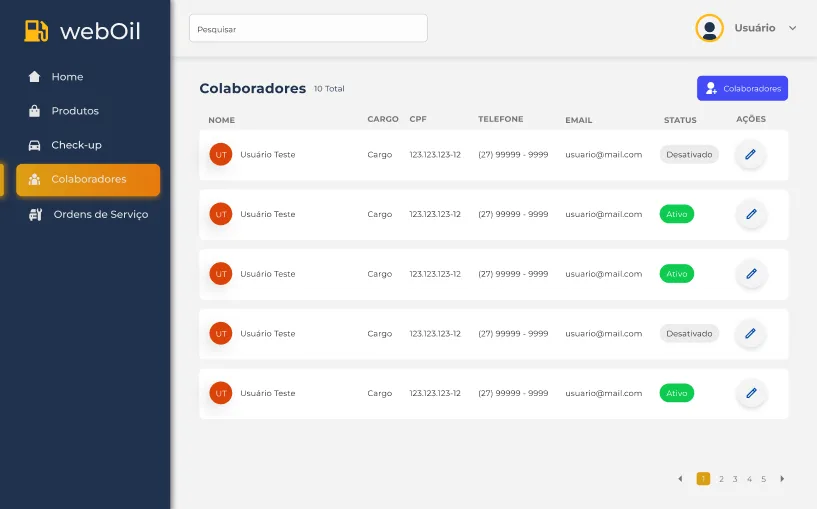 webOil
Pesquisar
Usuário
Home
Produtos
Check-up
Colaboradores
Ordens de Serviço
Colaboradores 10 Total
Colaboradores
NOME CARGO CPF TELEFONE EMAIL STATUS AÇÕES
UT Usuário Teste Cargo 123.123.123-12 (27) 99999 - 9999 usuario@mail.com Desativado
UT Usuário Teste Cargo 123.123.123-12 (27) 99999 - 9999 usuario@mail.com Ativo
UT Usuário Teste Cargo 123.123.123-12 (27) 99999 - 9999 usuario@mail.com Ativo
UT Usuário Teste Cargo 123.123.123-12 (27) 99999 - 9999 usuario@mail.com Desativado
UT Usuário Teste Cargo 123.123.123-12 (27) 99999 - 9999 usuario@mail.com Ativo
1 2 3 4 5